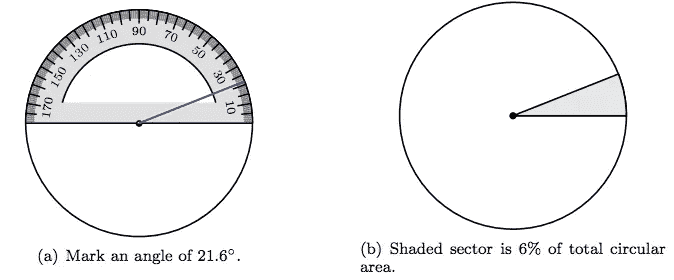 170 150 130 110 90 70 50 30 10
(a) Mark an angle of 21.6°.
(b) Shaded sector is 6% of total circular
area.